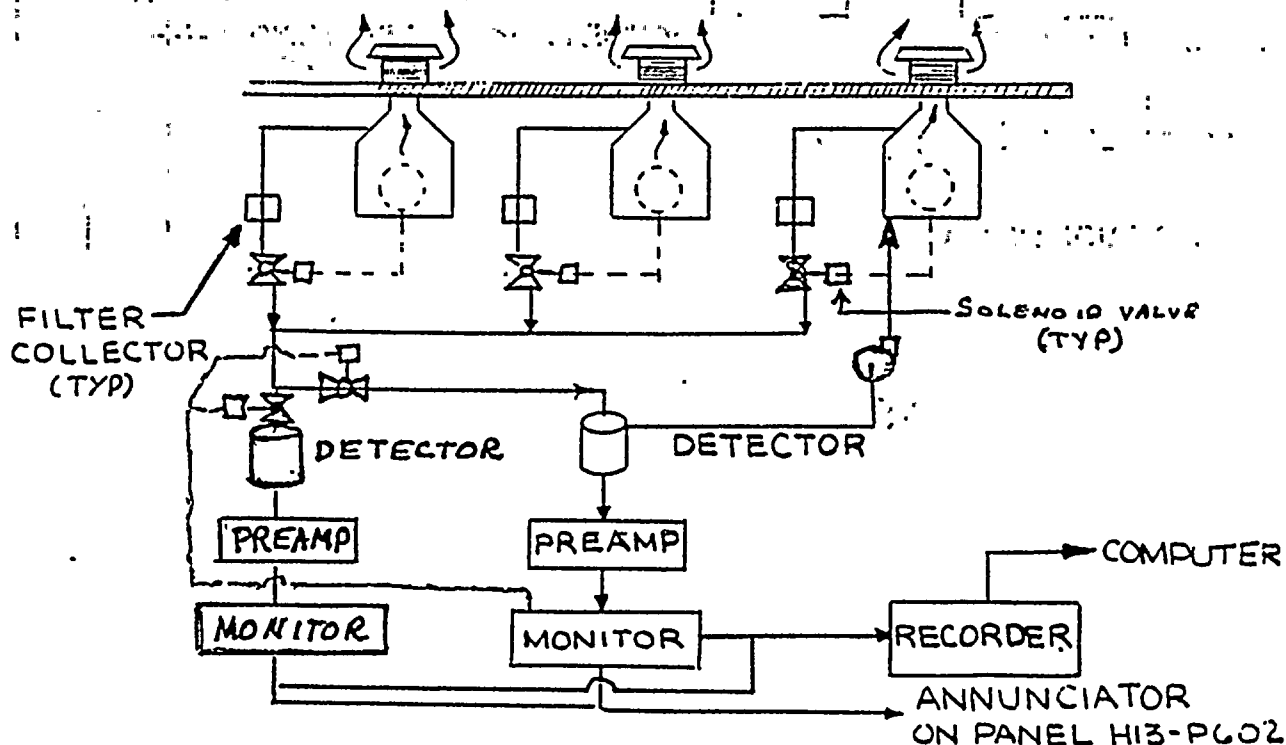 FILTER
COLLECTOR
(TYP)
SOLENOID VALVE
(TYP)
DETECTOR
DETECTOR
PREAMP
PREAMP
COMPUTER
MONITOR
MONITOR
RECORDER
ANNUNCIATOR
ON PANEL H13-P602